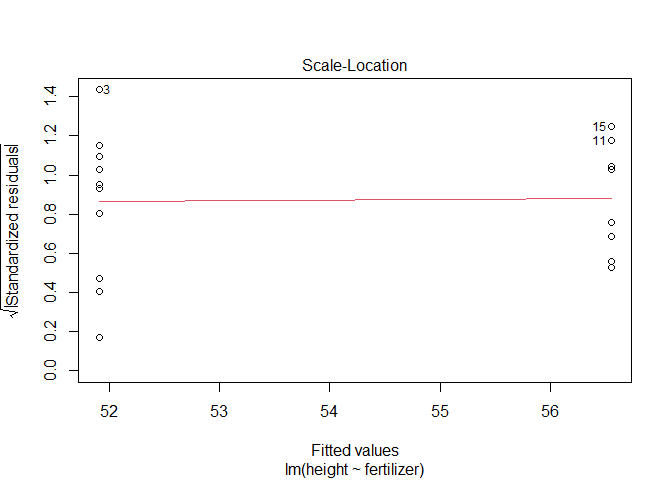 Scale-Location
√|Standardized residuals|
1.4
1.2
1.0
0.8
0.6
0.4
0.2
0.0
3
15
11
52 53 54 55 56
Fitted values
lm(height ~ fertilizer)